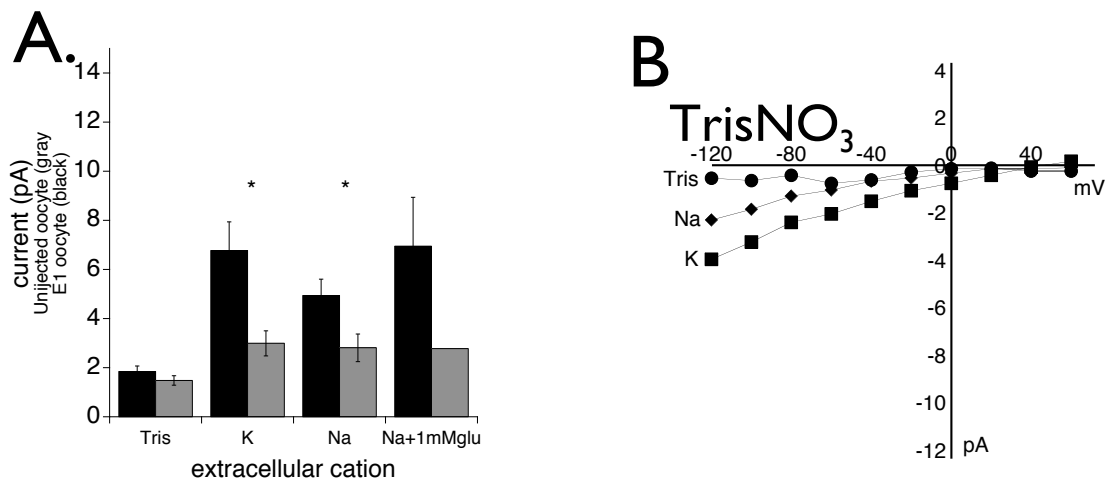 A.
14
12
10
8
6
4
2
0
current (pA)
Unijected oocyte (gray
E1 oocyte (black)
*
*
Tris
K
Na
Na+1mMglu
extracellular cation
B
TrisNO3
4
2
0
-2
-4
-6
-8
-10
-12
-120
-80
-40
0
40
mV
Tris
Na
K
pA